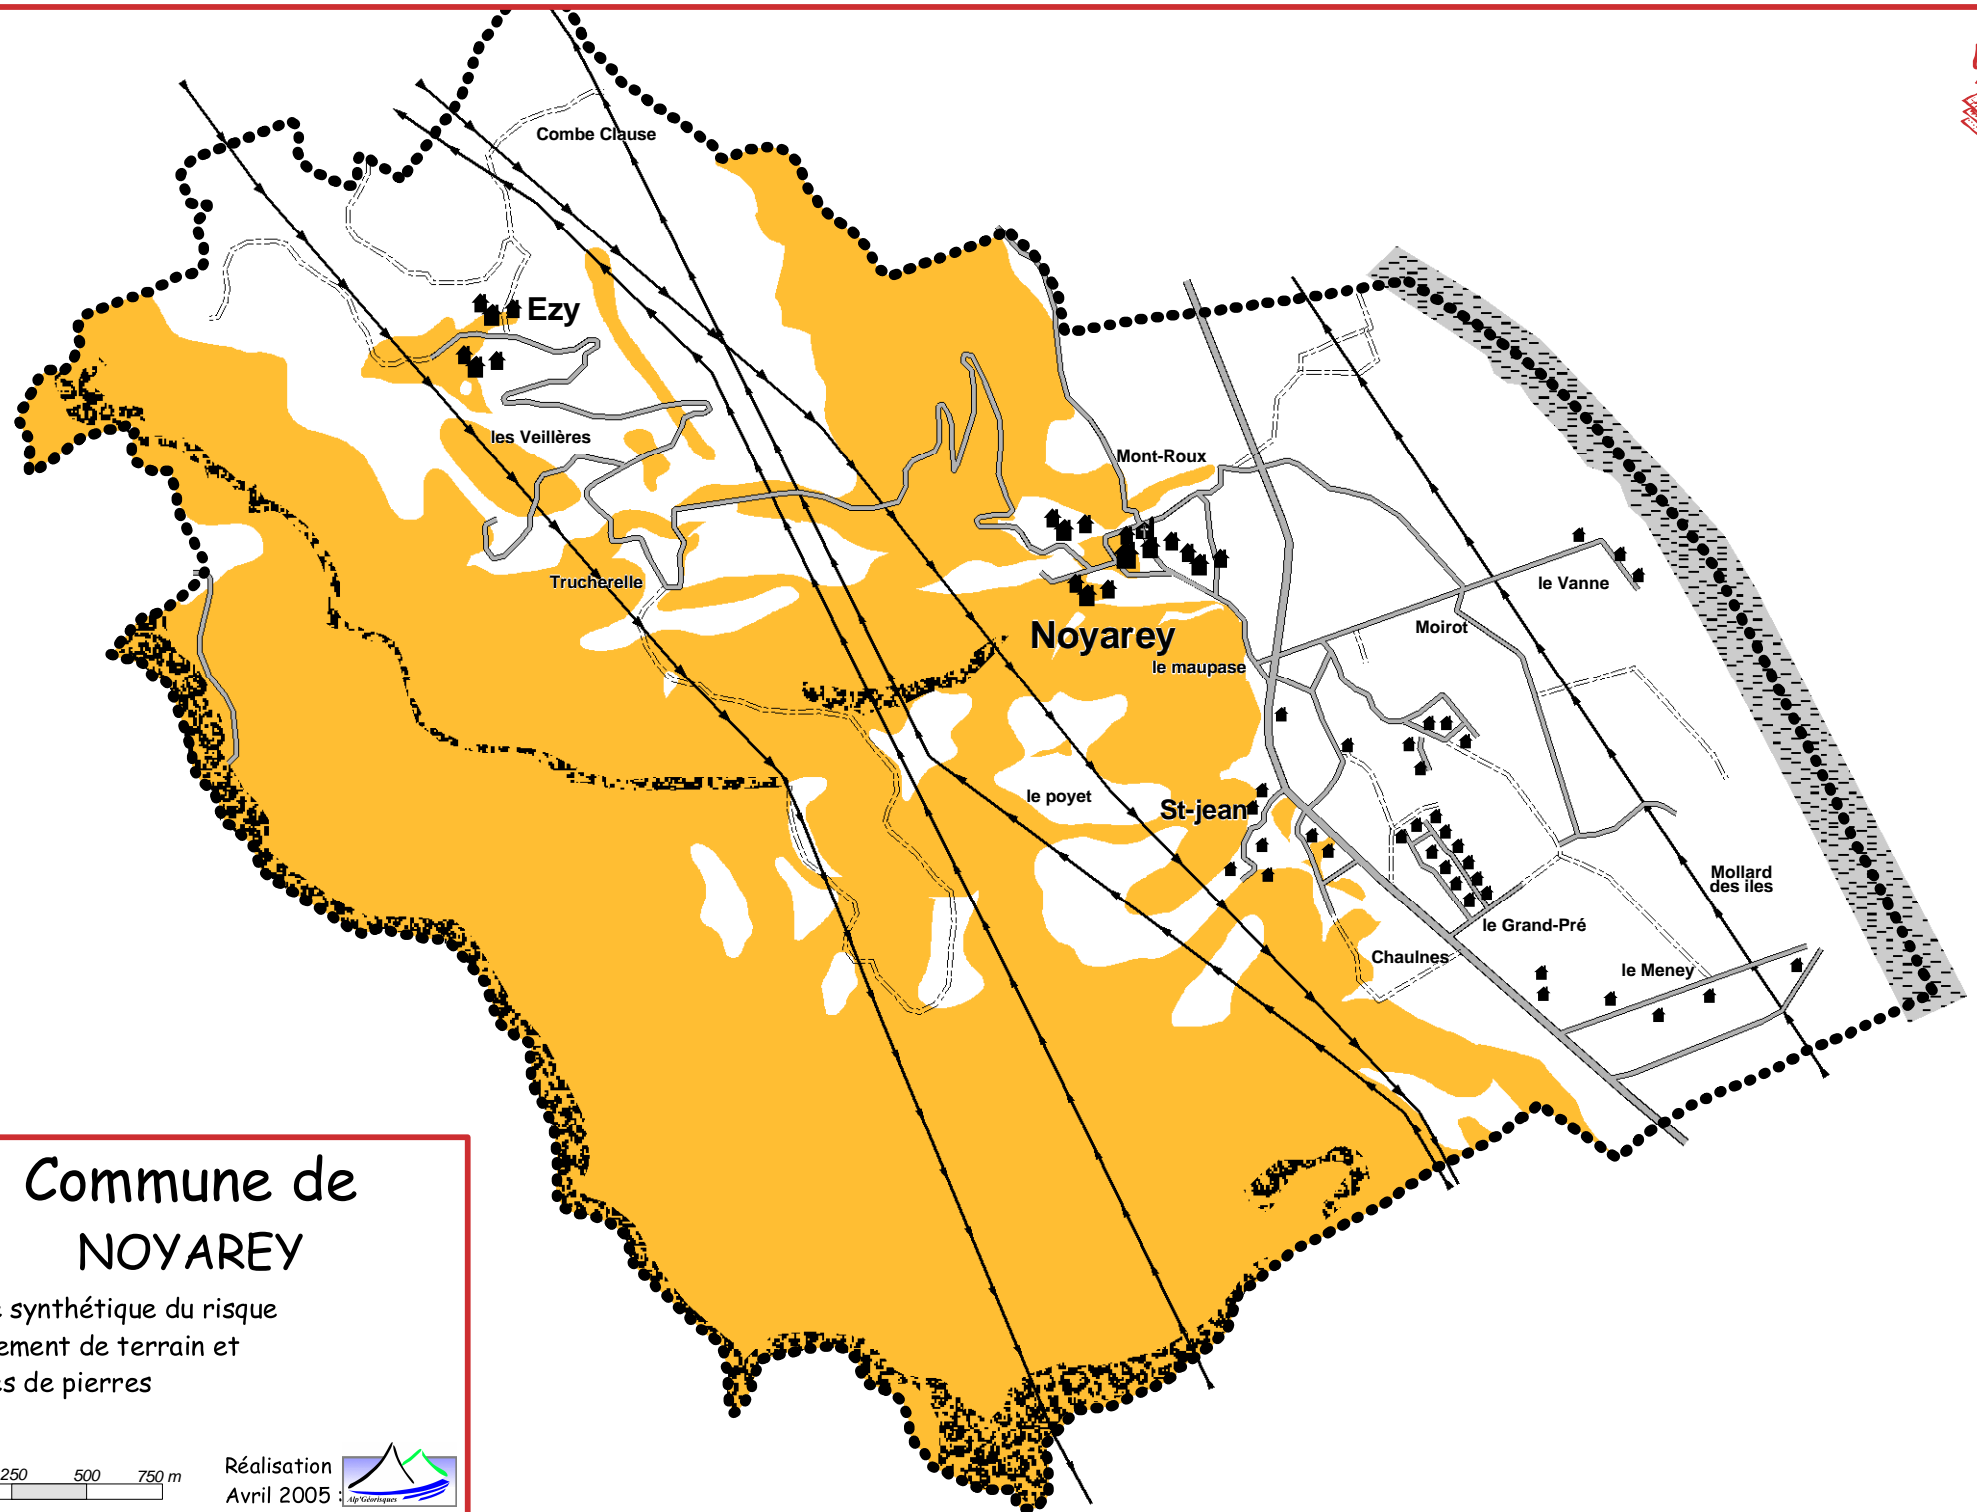 Combe Clause
Ezy
les Veillères
Mont-Roux
Trucherelle
le Vanne
Moirot
Noyarey
le maupase
le poyet
St-jean
Mollard
des iles
le Grand-Pré
Chaulnes
le Meney
Commune de
NOYAREY
synthétique du risque
de terrain et
de pierres
250 500 750 m
Réalisation
Avril 2005 :
Alp'Géorisques